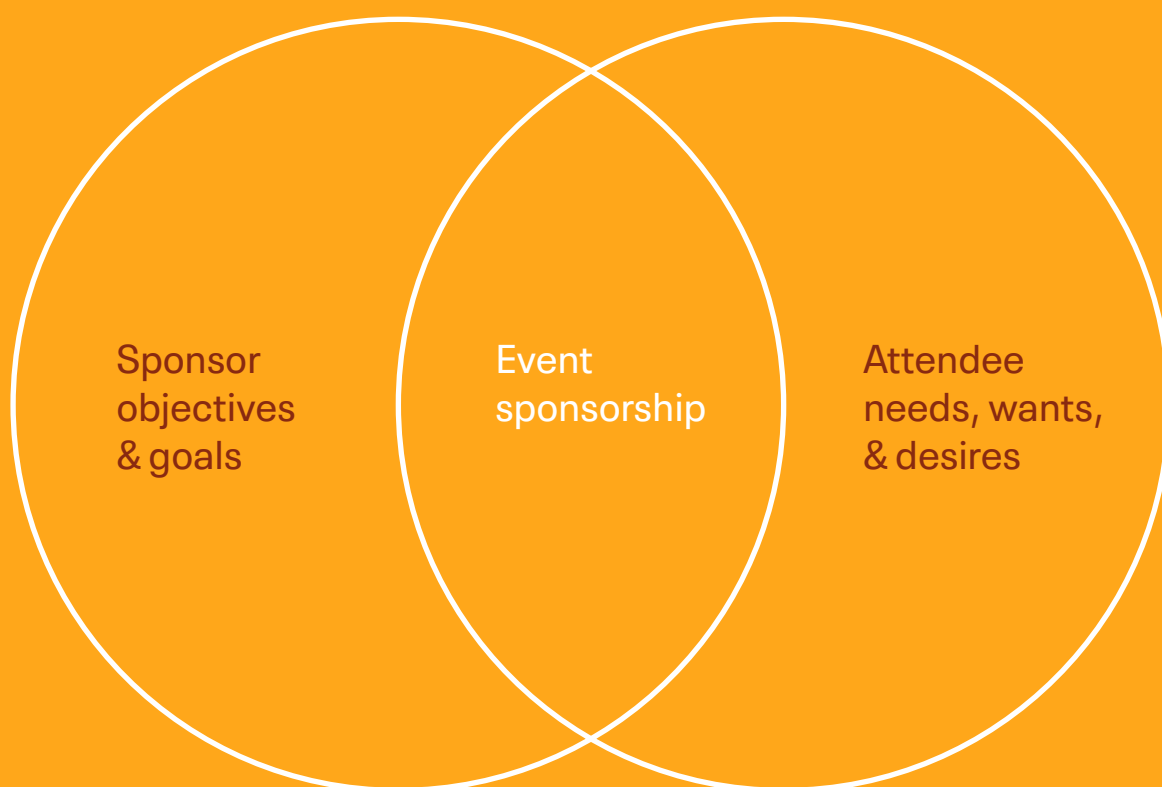 Sponsor
objectives
& goals
Event
sponsorship
Attendee
needs, wants,
& desires